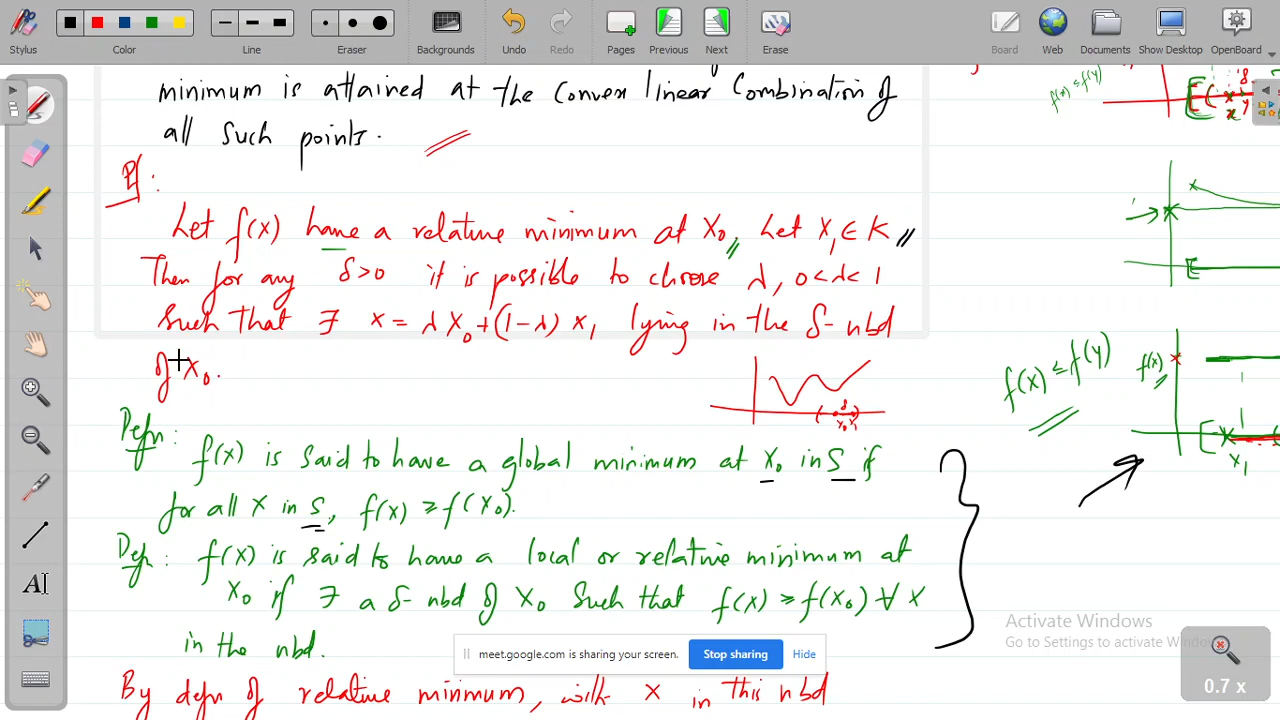 Stylus
Color
Line
Eraser
Backgrounds
Undo
Redo
Pages
Previous
Next
Erase
Board
Web
Documents
Show Desktop
OpenBoard
minimum is attained at the Convex linear Combination of
all Such points.
Pf:
Let f(x) have a relative minimum at X₀, Let X₁ ∈ K
Then for any δ>0 it is possible to choose λ, 0<λ<1
Such that ∃ x = λX₀+(1-λ) x₁ lying in the δ-nbd
of X₀.
Defn:
f(x) is said to have a global minimum at X₀ in S if
for all X in S, f(x) ≥ f(X₀).
Defn: f(x) is said to have a local or relative minimum at
X₀ if ∃ a δ-nbd of X₀ Such that f(x) ≥ f(X₀) ∀ X
in the nbd.
By defn of relative minimum, with X in this nbd
δ
X₀ X₁
f(x) ≤ f(y)
δ
x
y
f(x) ≤ f(y)
f(x)
X₁
meet.google.com is sharing your screen.
Stop sharing
Hide
Activate Windows
Go to Settings to activate Windows
0.7 x